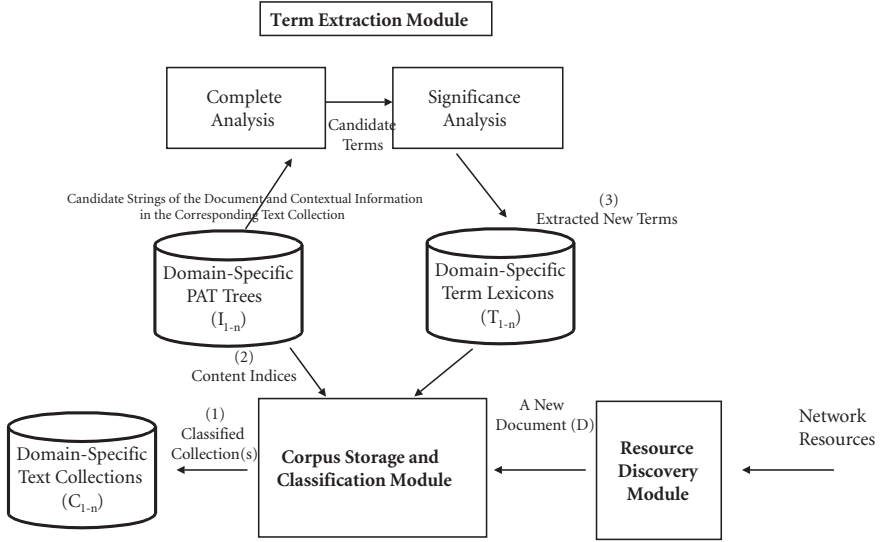 Term Extraction Module
Complete
Analysis
Significance
Analysis
Candidate
Terms
Candidate Strings of the Document and Contextual Information
in the Corresponding Text Collection
(3)
Extracted New Terms
Domain-Specific
PAT Trees
(I1-n)
Domain-Specific
Term Lexicons
(T1-n)
(2)
Content Indices
(1)
Classified
Collection(s)
Domain-Specific
Text Collections
(C1-n)
Corpus Storage and
Classification Module
A New
Document (D)
Resource
Discovery
Module
Network
Resources